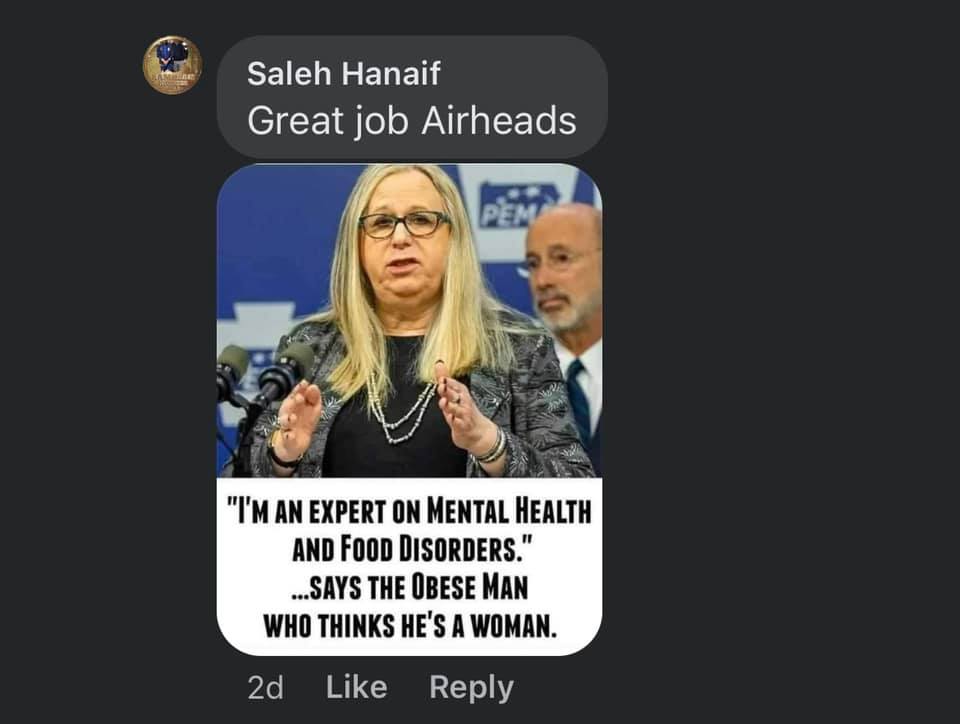 Saleh Hanaif
Great job Airheads
PEM
"I'M AN EXPERT ON MENTAL HEALTH
AND FOOD DISORDERS."
...SAYS THE OBESE MAN
WHO THINKS HE'S A WOMAN.
2d Like Reply